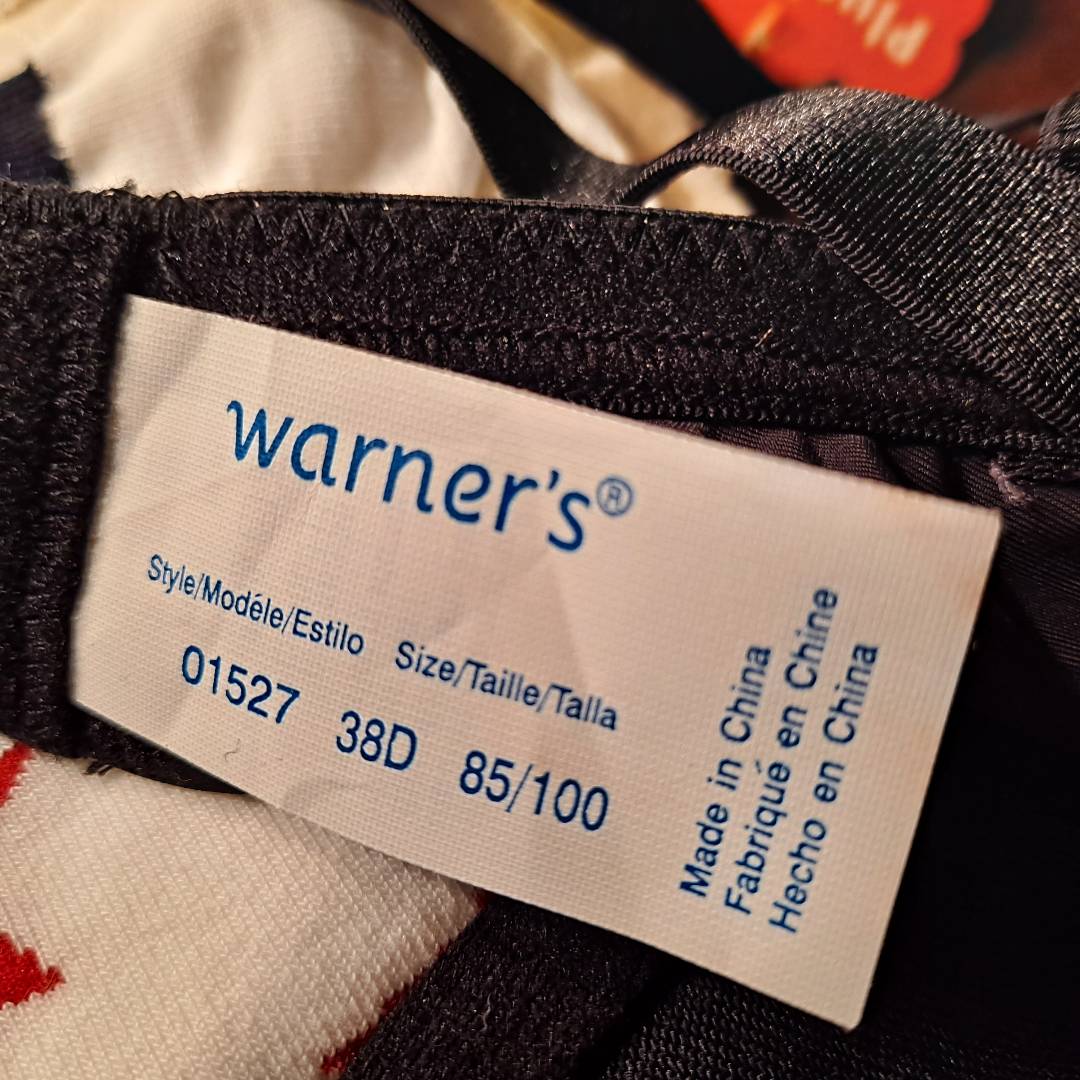 warner's®
Style/Modéle/Estilo Size/Taille/Talla
01527 38D 85/100
Made in China
Fabriqué en Chine
Hecho en China